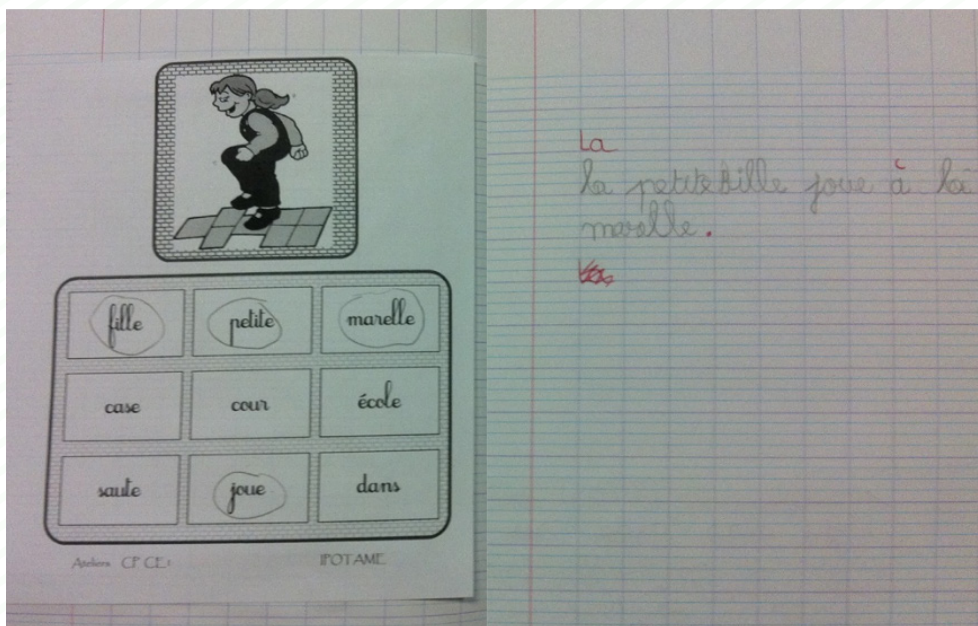 fille petite marelle
case cour école
saute joue dans
Ateliers CP CE1 IPOTAME
La
la petite fille joue à la
marelle.